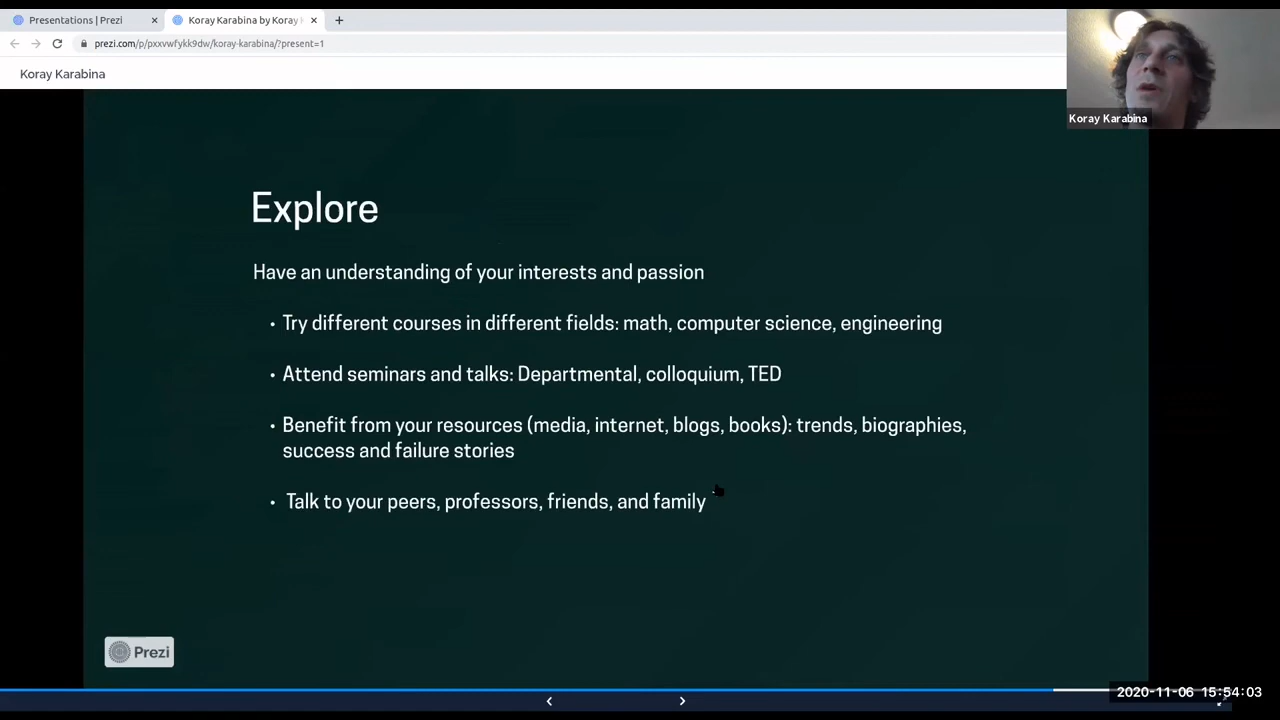 Presentations | Prezi
Koray Karabina by Koray
prezi.com/p/pxxvwfykk9dw/koray-karabina/?present=1
Koray Karabina
Koray Karabina
Explore
Have an understanding of your interests and passion
• Try different courses in different fields: math, computer science, engineering
• Attend seminars and talks: Departmental, colloquium, TED
• Benefit from your resources (media, internet, blogs, books): trends, biographies,
success and failure stories
• Talk to your peers, professors, friends, and family
Prezi
2020-11-06 15:54:03